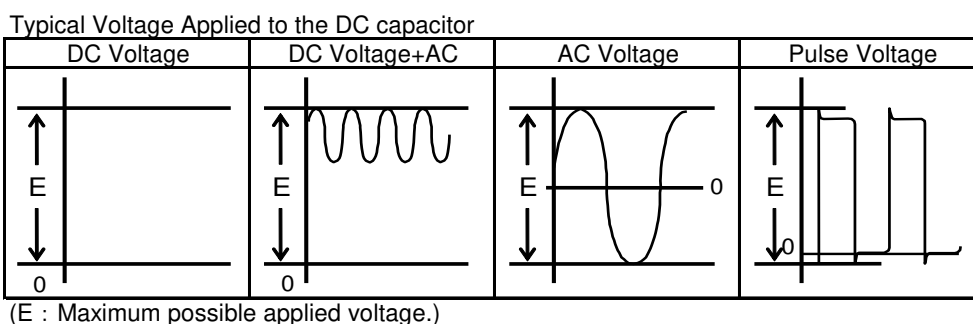 Typical Voltage Applied to the DC capacitor
DC Voltage DC Voltage+AC AC Voltage Pulse Voltage
E E E 0 E
0
0 0
(E : Maximum possible applied voltage.)